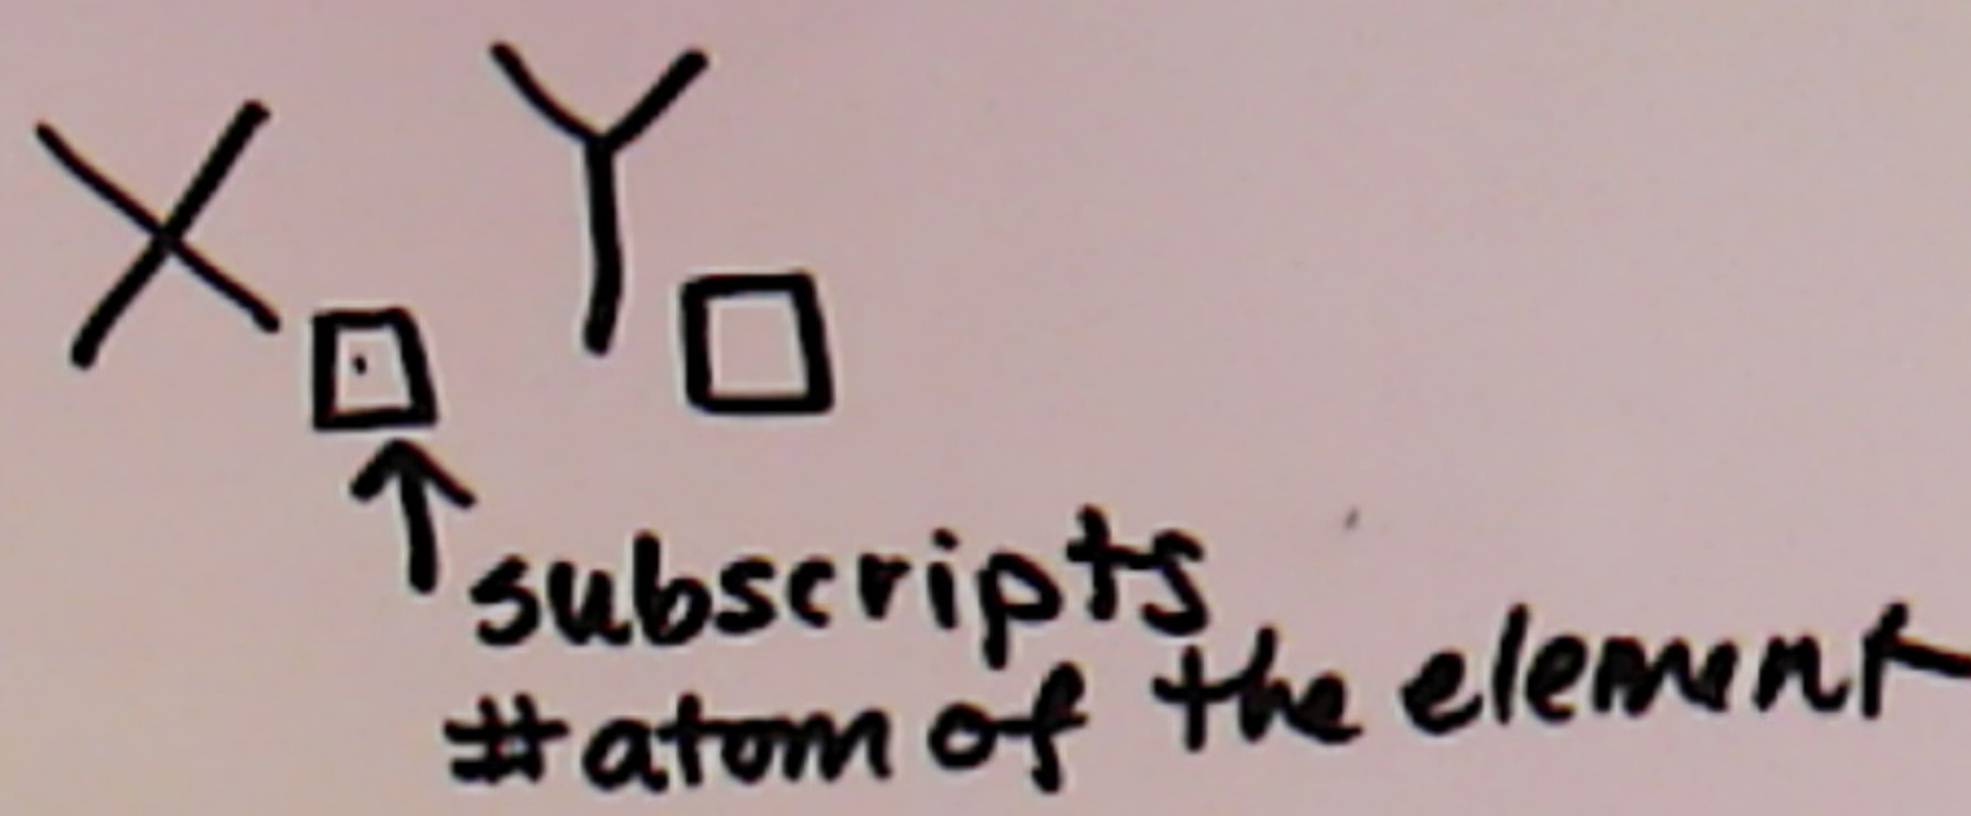 X□ Y□
↑ subscripts
#atom of the element